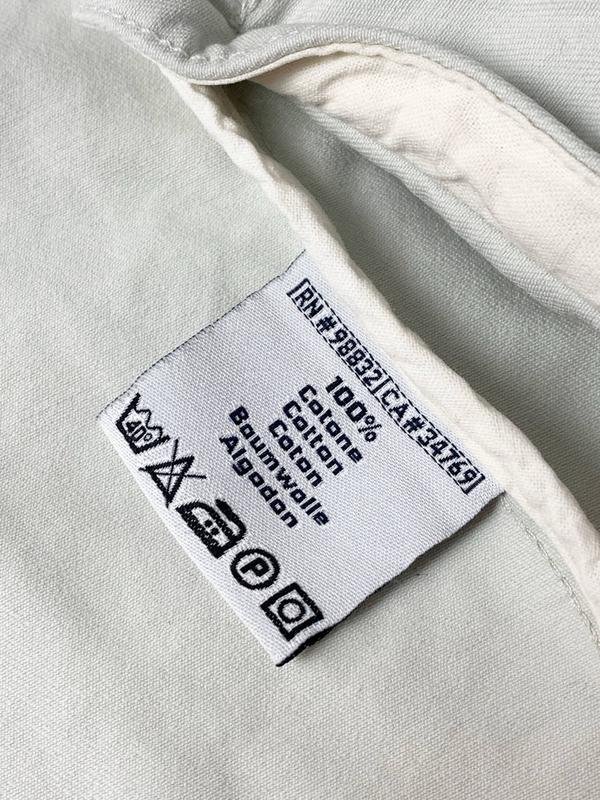 RN #98832 CA #34769
100%
Cotone
Cotton
Coton
Baumwolle
Algodon
40°
P